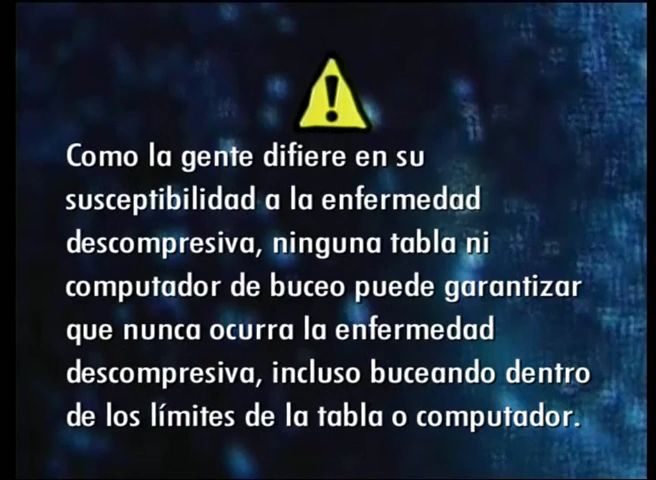 Como la gente difiere en su
susceptibilidad a la enfermedad
descompresiva, ninguna tabla ni
computador de buceo puede garantizar
que nunca ocurra la enfermedad
descompresiva, incluso buceando dentro
de los límites de la tabla o computador.